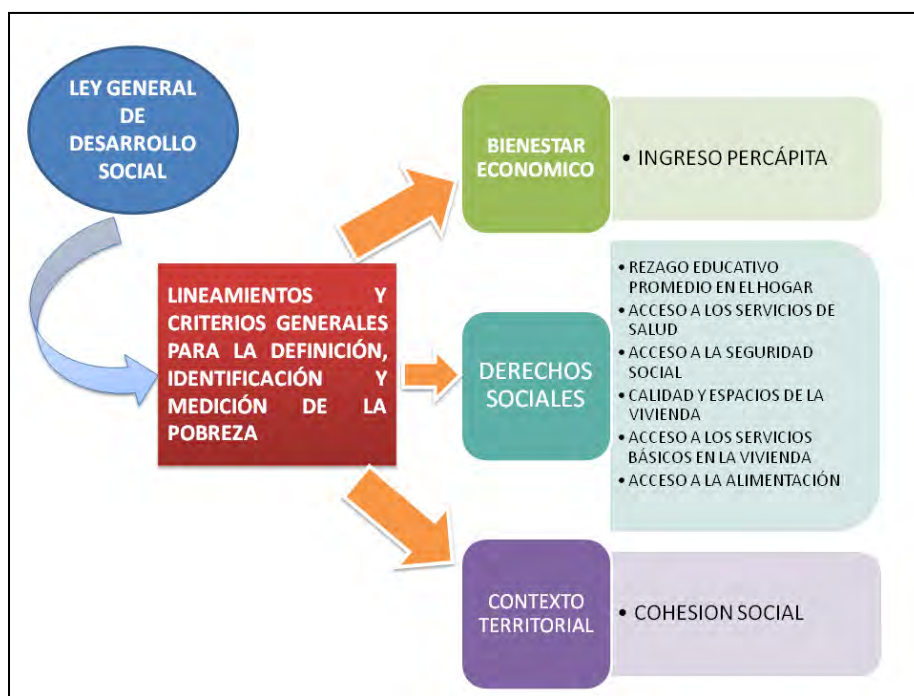 LEY GENERAL
DE
DESARROLLO
SOCIAL
LINEAMIENTOS Y
CRITERIOS GENERALES
PARA LA DEFINICIÓN,
IDENTIFICACIÓN Y
MEDICIÓN DE LA
POBREZA
BIENESTAR
ECONOMICO
• INGRESO PERCÁPITA
DERECHOS
SOCIALES
• REZAGO EDUCATIVO
PROMEDIO EN EL HOGAR
• ACCESO A LOS SERVICIOS DE
SALUD
• ACCESO A LA SEGURIDAD
SOCIAL
• CALIDAD Y ESPACIOS DE LA
VIVIENDA
• ACCESO A LOS SERVICIOS
BÁSICOS EN LA VIVIENDA
• ACCESO A LA ALIMENTACIÓN
CONTEXTO
TERRITORIAL
• COHESION SOCIAL